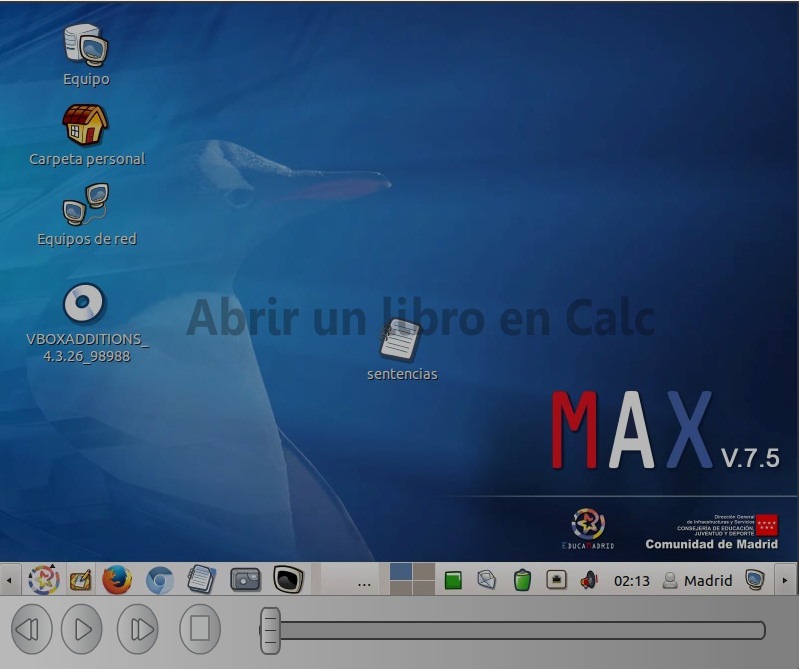 Equipo
Carpeta personal
Equipos de red
VBOXADDITIONS_
4.3.26_98988
Abrir un libro en Calc
sentencias
MAX V.7.5
EDUCAMADRID
Dirección General
de Infraestructuras y Servicios
CONSEJERÍA DE EDUCACIÓN,
JUVENTUD Y DEPORTE
Comunidad de Madrid
... 02:13 Madrid